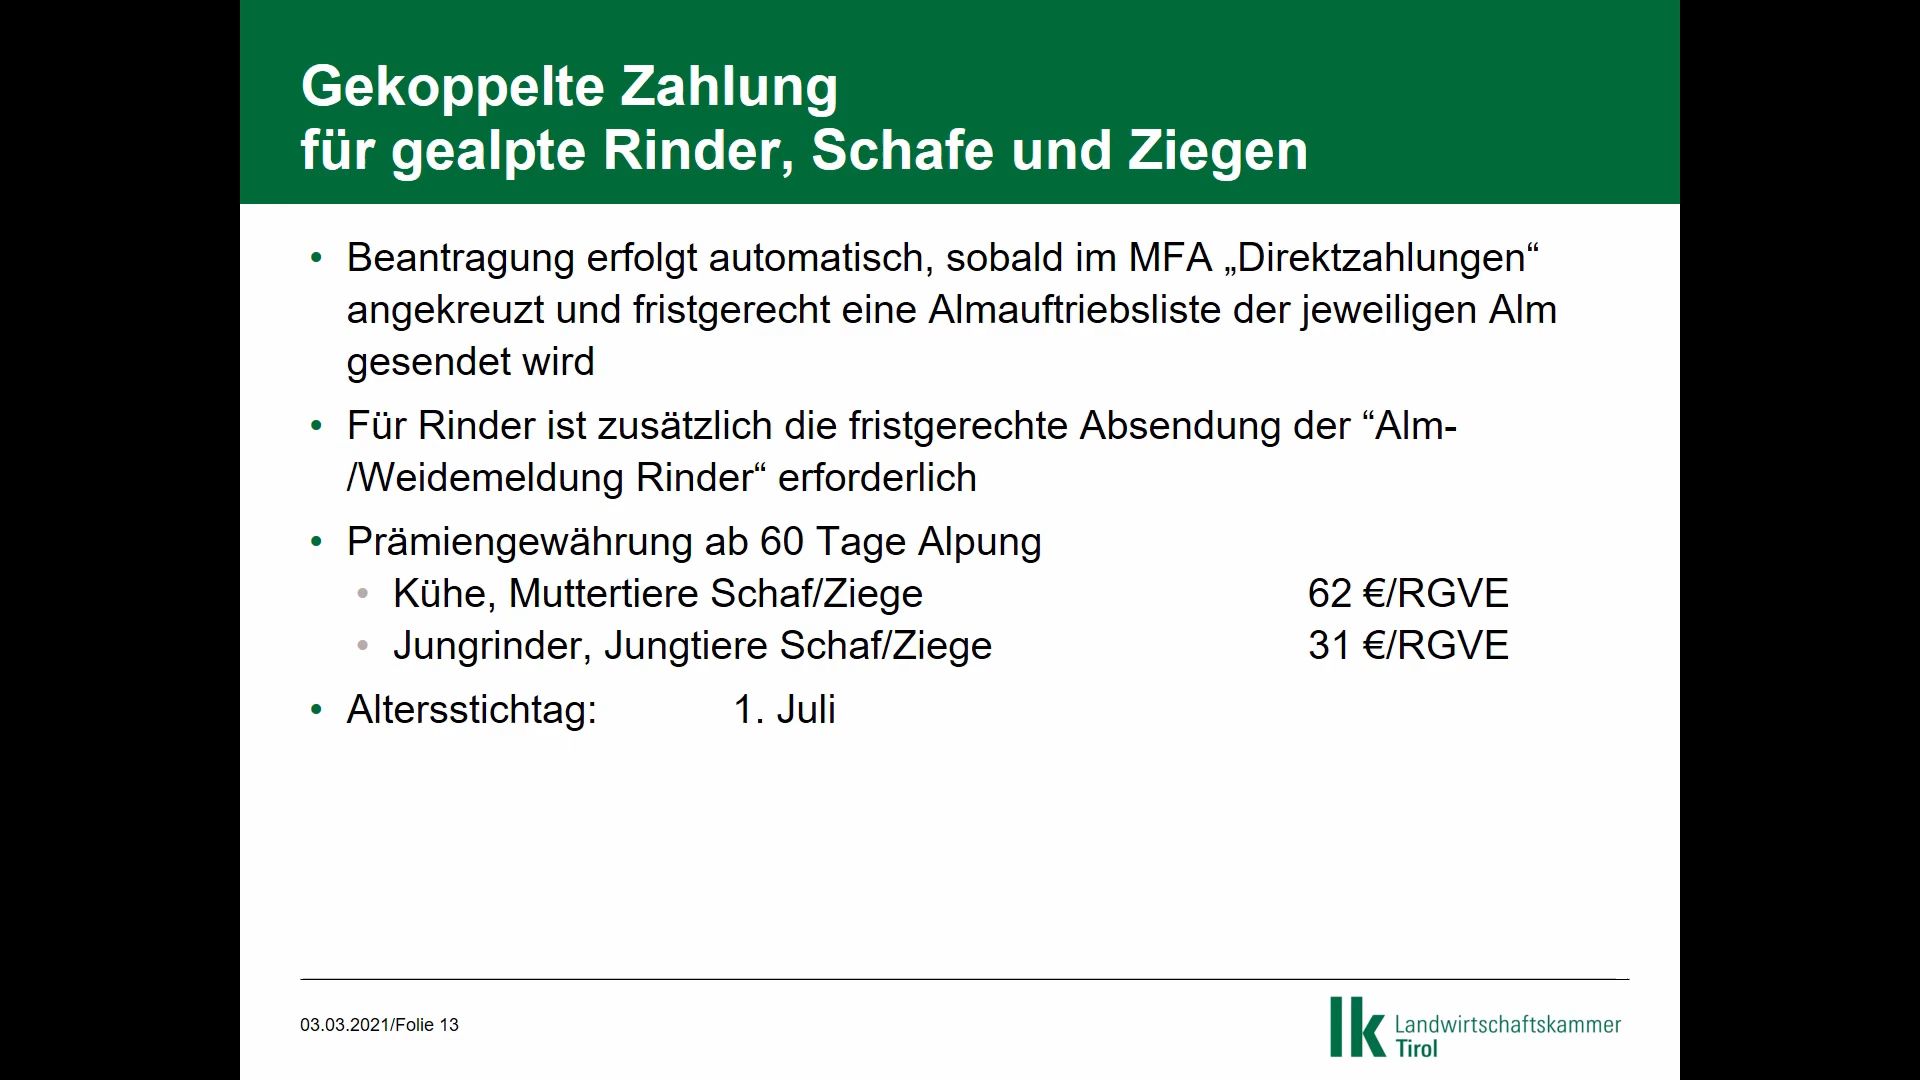 Gekoppelte Zahlung
für gealpte Rinder, Schafe und Ziegen
• Beantragung erfolgt automatisch, sobald im MFA „Direktzahlungen“
angekreuzt und fristgerecht eine Almauftriebsliste der jeweiligen Alm
gesendet wird
• Für Rinder ist zusätzlich die fristgerechte Absendung der “Alm-
/Weidemeldung Rinder“ erforderlich
• Prämiengewährung ab 60 Tage Alpung
• Kühe, Muttertiere Schaf/Ziege 62 €/RGVE
• Jungrinder, Jungtiere Schaf/Ziege 31 €/RGVE
• Altersstichtag: 1. Juli
03.03.2021/Folie 13
lk Landwirtschaftskammer
Tirol